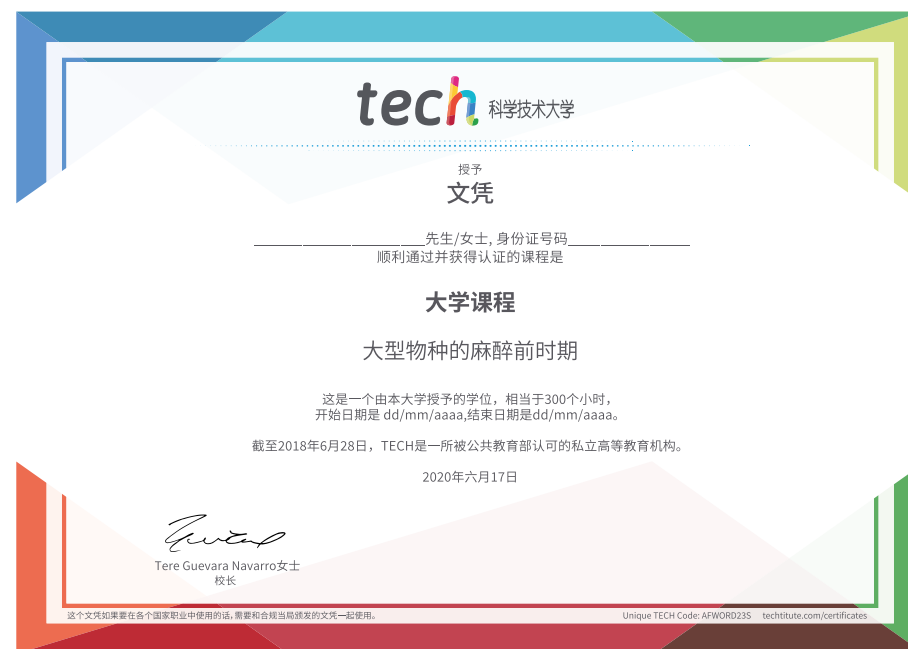 tech 科学技术大学
授予
文凭
先生/女士, 身份证号码
顺利通过并获得认证的课程是
大学课程
大型物种的麻醉前时期
这是一个由本大学授予的学位，相当于300个小时，
开始日期是 dd/mm/aaaa,结束日期是dd/mm/aaaa。
截至2018年6月28日，TECH是一所被公共教育部认可的私立高等教育机构。
2020年六月17日
Tere Guevara Navarro女士
校长
这个文凭如果要在各个国家职业中使用的话，需要和合规当局颁发的文凭一起使用。
Unique TECH Code: AFWORD23S techtitute.com/certificates